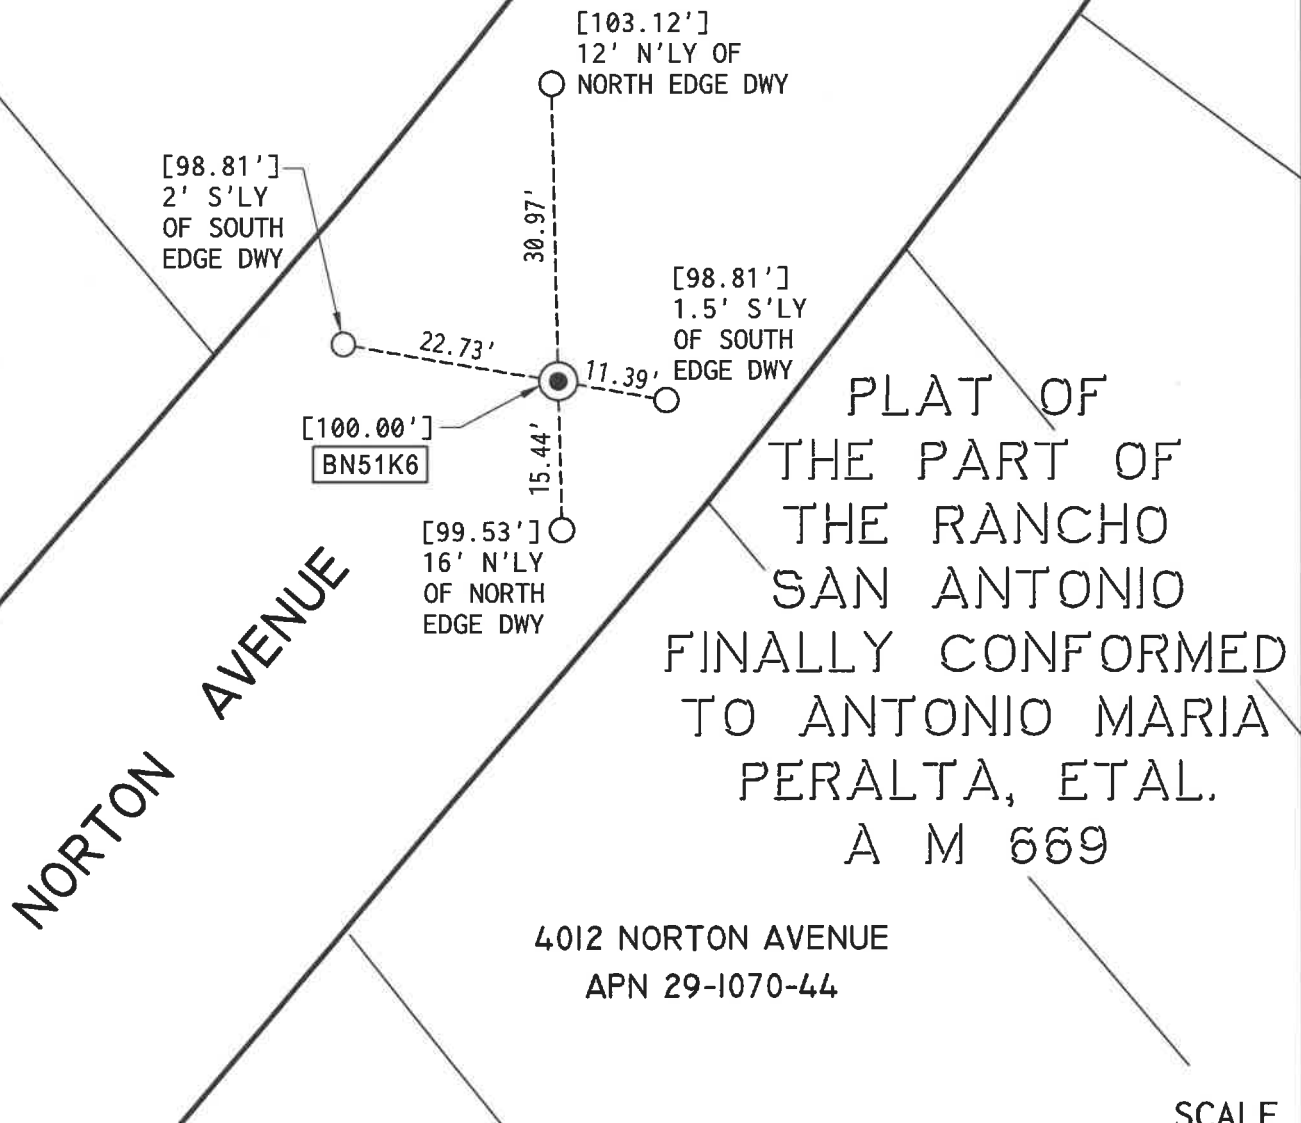 [103.12']
12' N'LY OF
NORTH EDGE DWY
[98.81']
2' S'LY
OF SOUTH
EDGE DWY
30.97'
[98.81']
1.5' S'LY
OF SOUTH
EDGE DWY
22.73'
11.39'
[100.00']
BN51K6
15.44'
[99.53']
16' N'LY
OF NORTH
EDGE DWY
NORTON AVENUE
PLAT OF
THE PART OF
THE RANCHO
SAN ANTONIO
FINALLY CONFORMED
TO ANTONIO MARIA
PERALTA, ETAL.
A M 669
4012 NORTON AVENUE
APN 29-1070-44
SCALE